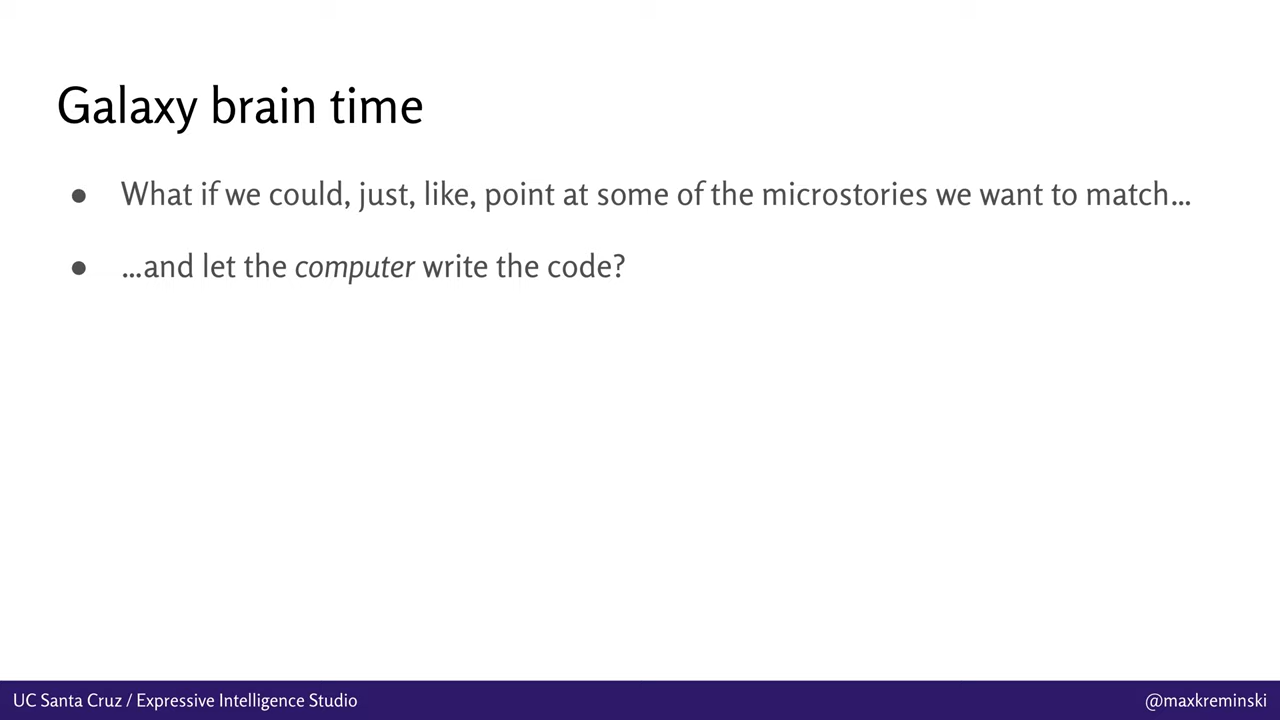 Galaxy brain time
● What if we could, just, like, point at some of the microstories we want to match…
● …and let the computer write the code?
UC Santa Cruz / Expressive Intelligence Studio
@maxkreminski